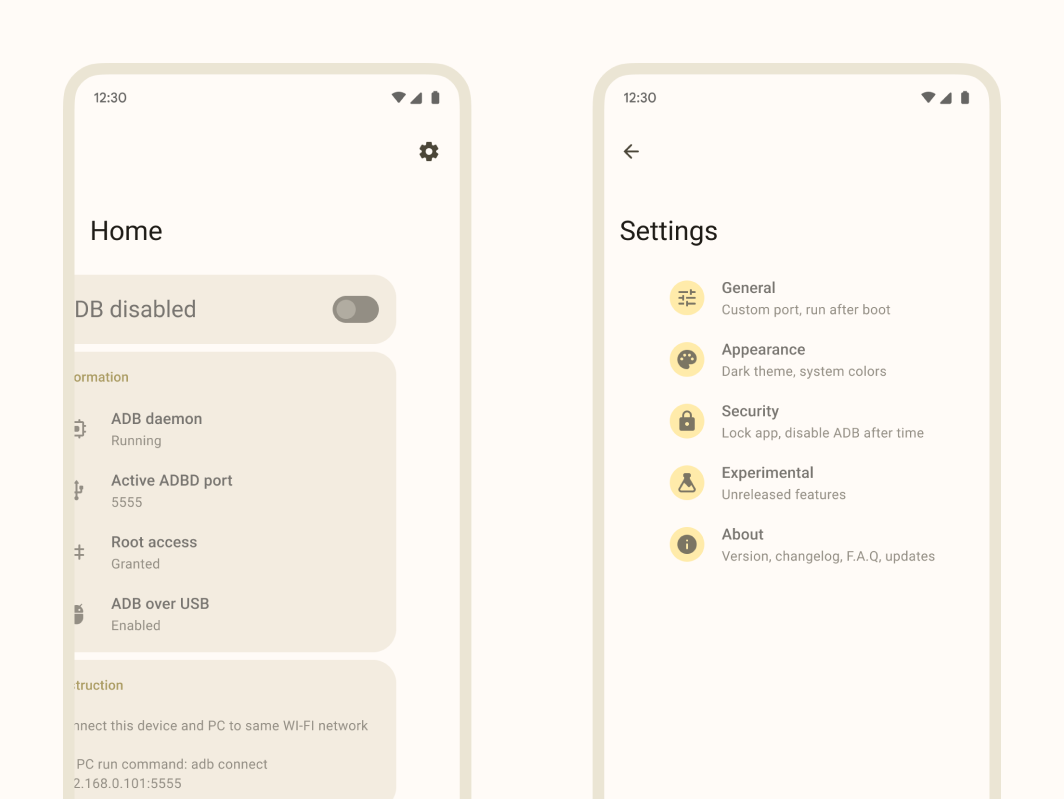 12:30
Home
DB disabled
ormation
ADB daemon
Running
Active ADBD port
5555
Root access
Granted
ADB over USB
Enabled
truction
nnect this device and PC to same WI-FI network
PC run command: adb connect
2.168.0.101:5555
12:30
Settings
General
Custom port, run after boot
Appearance
Dark theme, system colors
Security
Lock app, disable ADB after time
Experimental
Unreleased features
About
Version, changelog, F.A.Q, updates